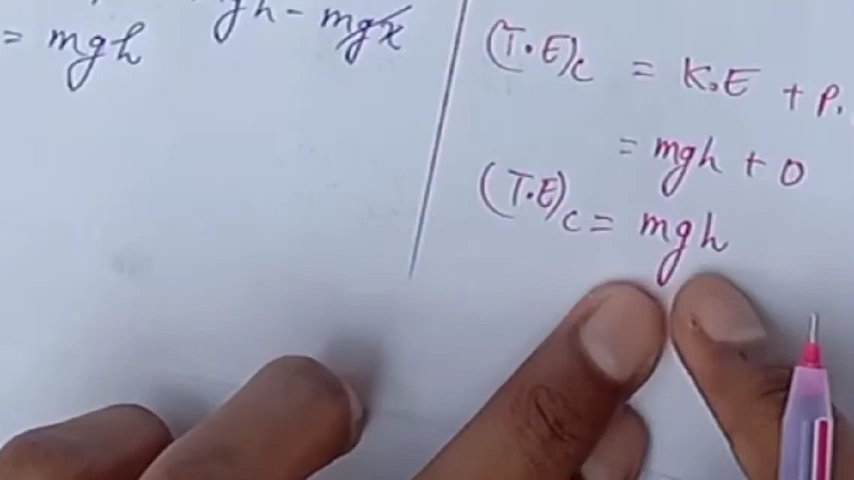 gh - mgx
= mgh
(T.E)c = K.E + P.
= mgh + 0
(T.E)c = mgh